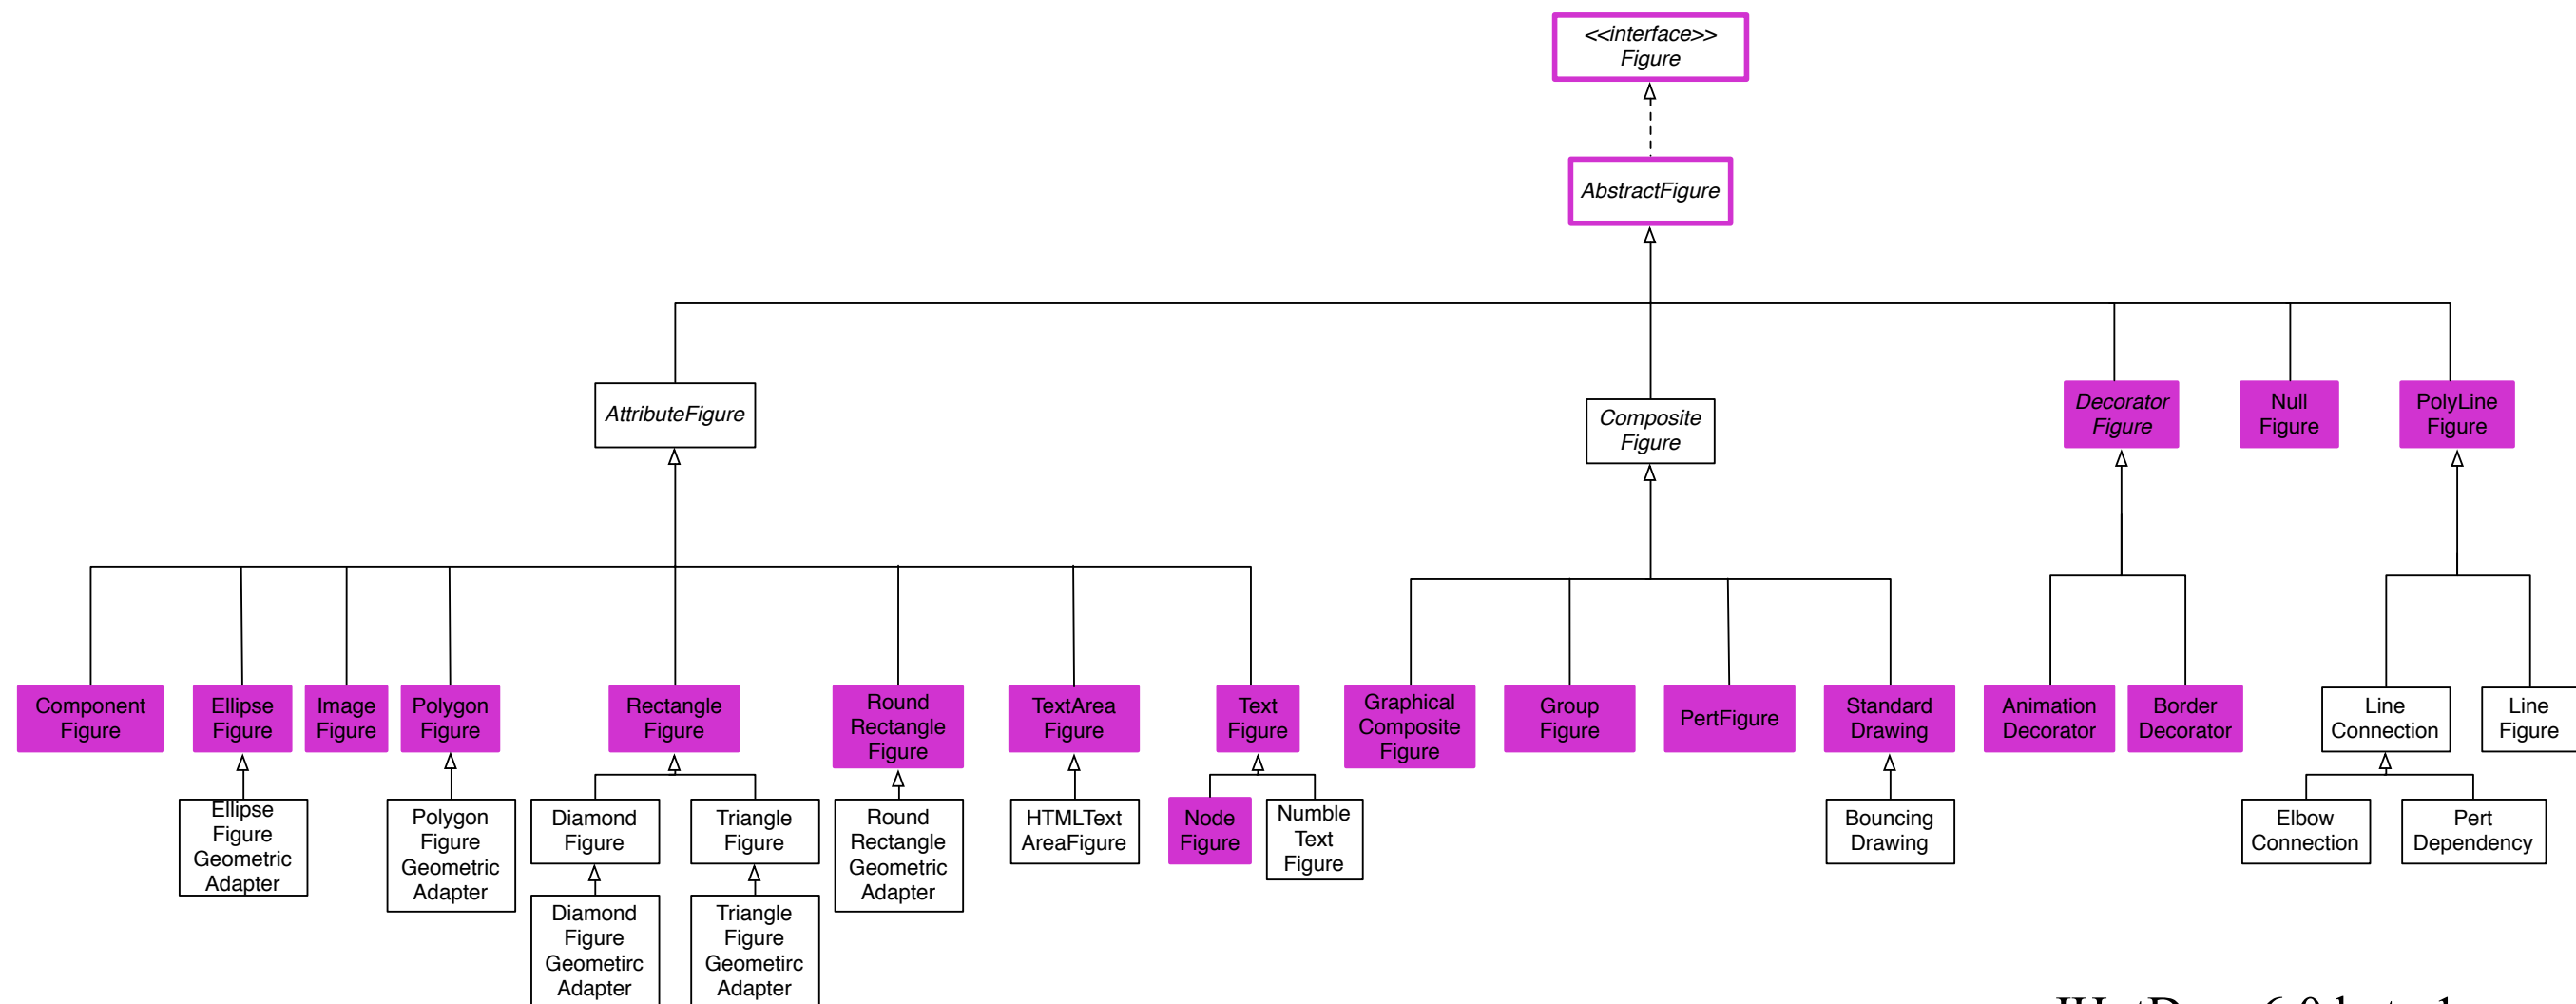 <<interface>>
Figure
AbstractFigure
AttributeFigure
Composite
Figure
Decorator
Figure
Null
Figure
PolyLine
Figure
Component
Figure
Ellipse
Figure
Image
Figure
Polygon
Figure
Rectangle
Figure
Round
Rectangle
Figure
TextArea
Figure
Text
Figure
Graphical
Composite
Figure
Group
Figure
PertFigure
Standard
Drawing
Animation
Decorator
Border
Decorator
Line
Connection
Line
Figure
Ellipse
Figure
Geometric
Adapter
Polygon
Figure
Geometric
Adapter
Diamond
Figure
Triangle
Figure
Round
Rectangle
Geometric
Adapter
HTMLText
AreaFigure
Node
Figure
Numble
Text
Figure
Bouncing
Drawing
Elbow
Connection
Pert
Dependency
Diamond
Figure
Geometirc
Adapter
Triangle
Figure
Geometirc
Adapter